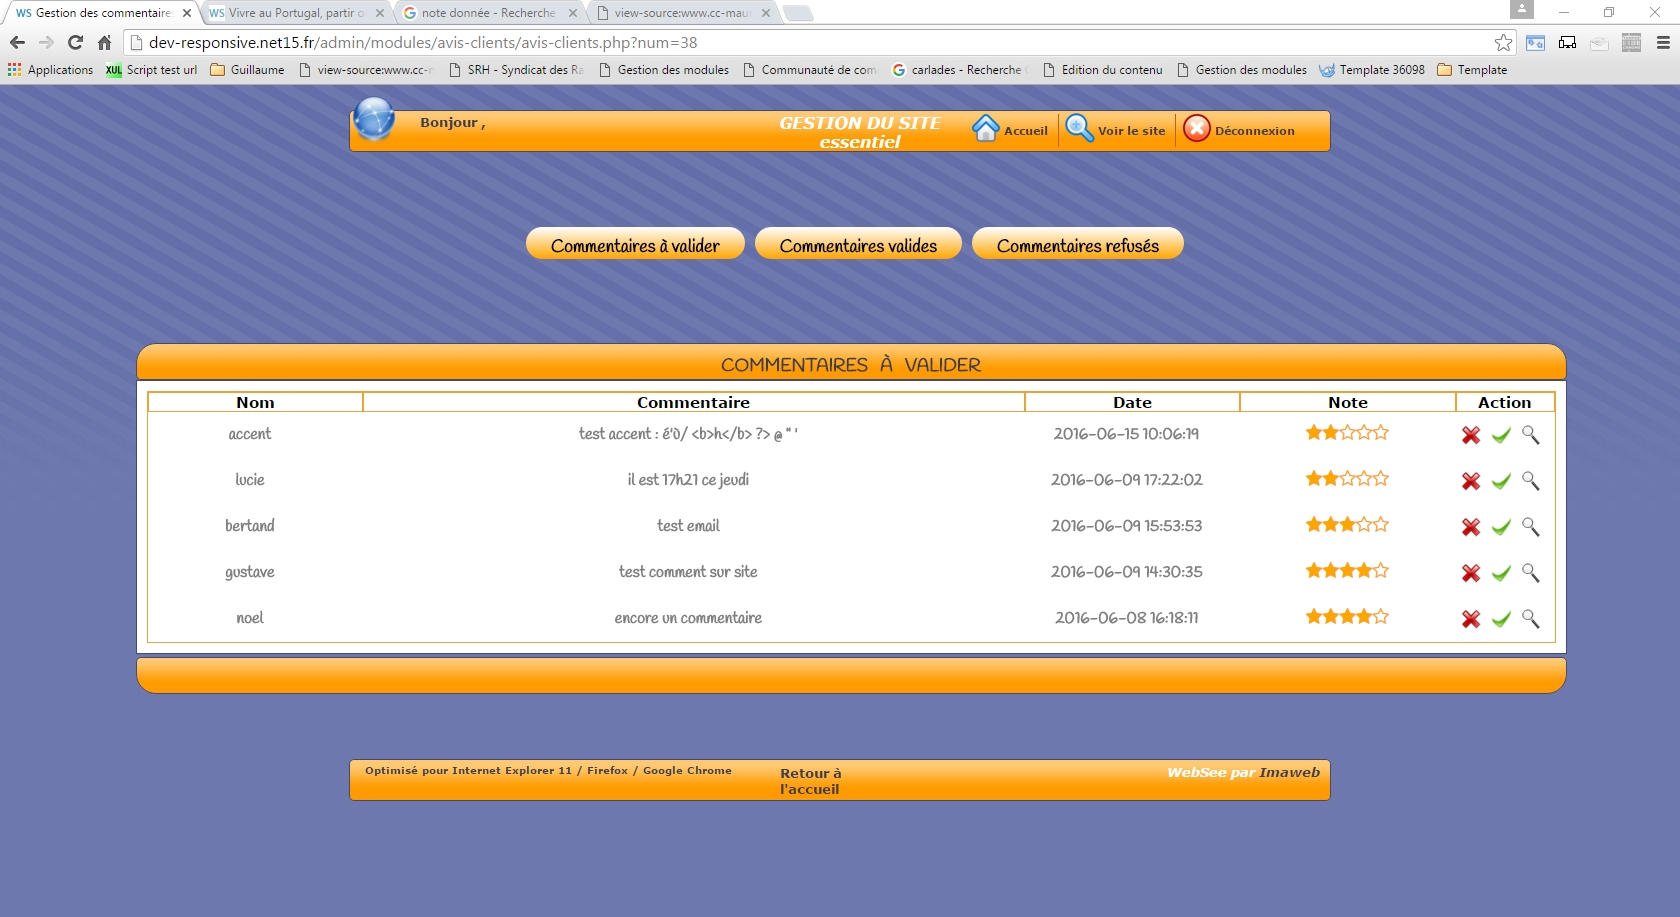 WS Gestion des commentaire
WS Vivre au Portugal, partir o
note donnée - Recherche
view-source:www.cc-mau
dev-responsive.net15.fr/admin/modules/avis-clients/avis-clients.php?num=38
Applications XUL Script test url Guillaume view-source:www.cc- SRH - Syndicat des Ra Gestion des modules Communauté de com carlades - Recherche Edition du contenu Gestion des modules Template 36098 Template
Bonjour ,
GESTION DU SITE
essentiel
Accueil Voir le site Déconnexion
Commentaires à valider Commentaires valides Commentaires refusés
COMMENTAIRES À VALIDER
Nom Commentaire Date Note Action
accent test accent : é'ù/ <b>h</b> ?> @ " ' 2016-06-15 10:06:19
lucie il est 17h21 ce jeudi 2016-06-09 17:22:02
bertand test email 2016-06-09 15:53:53
gustave test comment sur site 2016-06-09 14:30:35
noel encore un commentaire 2016-06-08 16:18:11
Optimisé pour Internet Explorer 11 / Firefox / Google Chrome
Retour à
l'accueil
WebSee par Imaweb